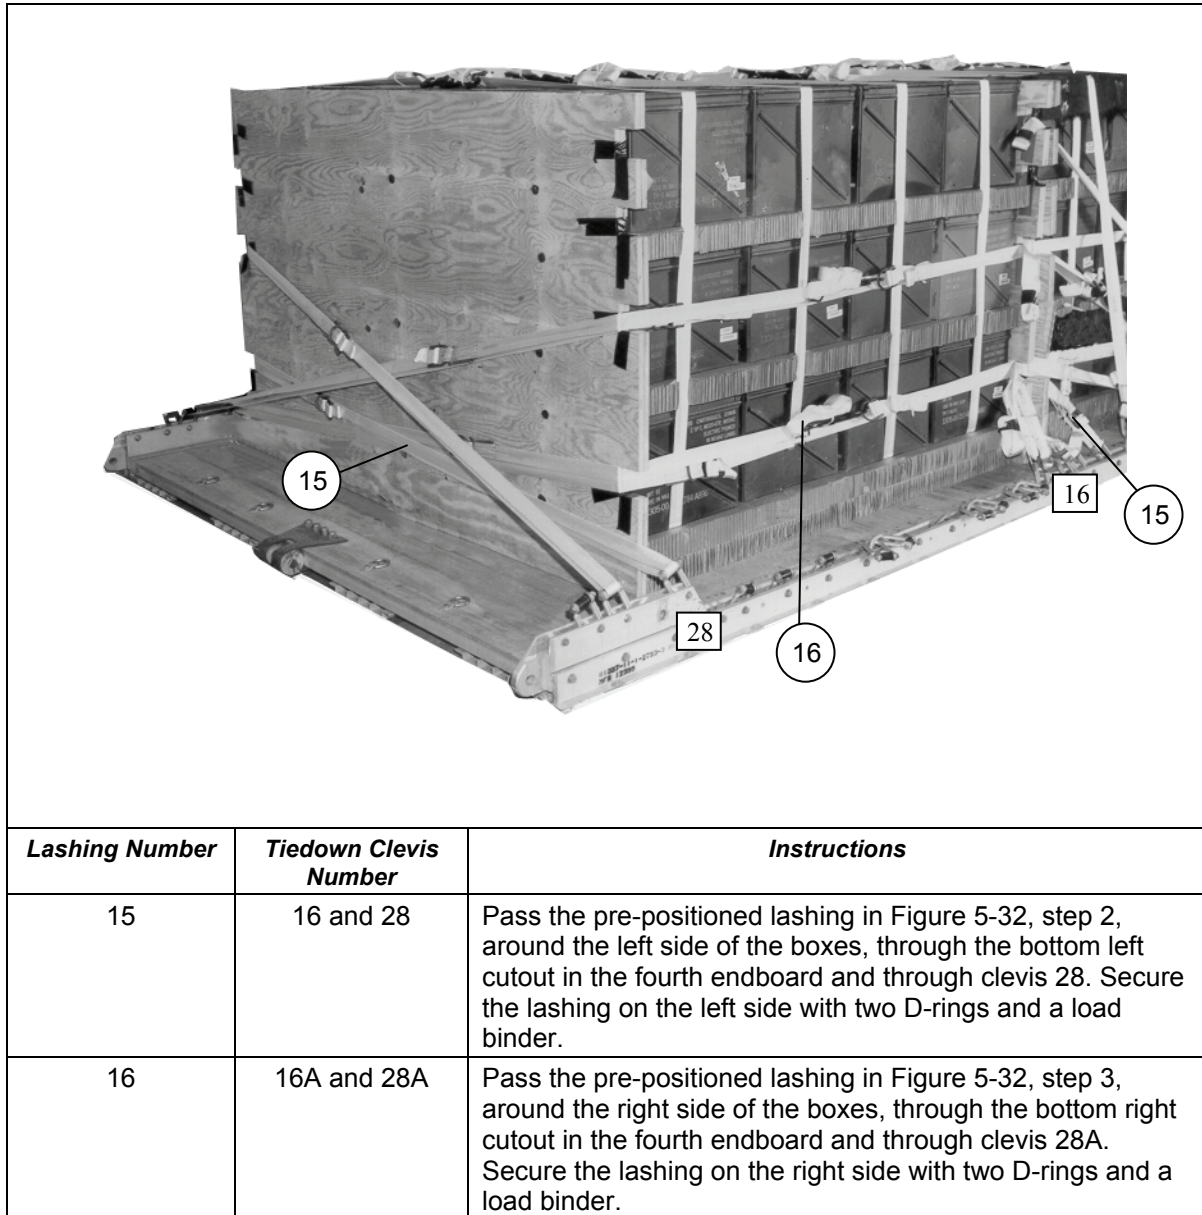 15
16
15
28
16
Lashing Number
Tiedown Clevis
Number
Instructions
15
16 and 28
Pass the pre-positioned lashing in Figure 5-32, step 2,
around the left side of the boxes, through the bottom left
cutout in the fourth endboard and through clevis 28. Secure
the lashing on the left side with two D-rings and a load
binder.
16
16A and 28A
Pass the pre-positioned lashing in Figure 5-32, step 3,
around the right side of the boxes, through the bottom right
cutout in the fourth endboard and through clevis 28A.
Secure the lashing on the right side with two D-rings and a
load binder.